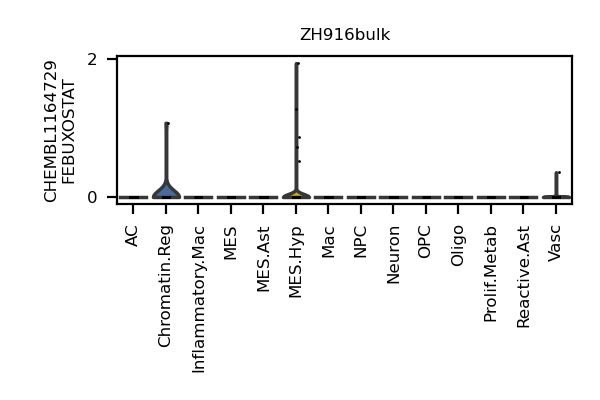 ZH916bulk
CHEMBL1164729
FEBUXOSTAT
2
0
AC
Chromatin.Reg
Inflammatory.Mac
MES
MES.Ast
MES.Hyp
Mac
NPC
Neuron
OPC
Oligo
Prolif.Metab
Reactive.Ast
Vasc